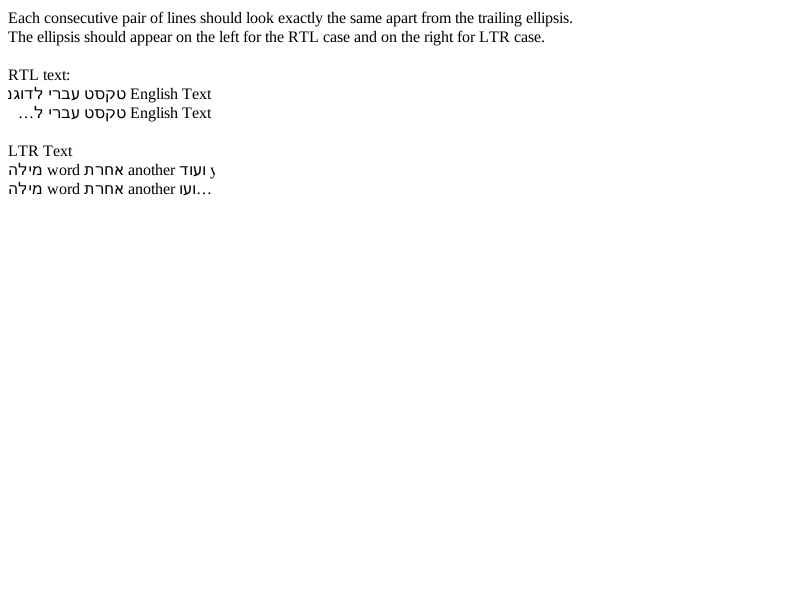 Each consecutive pair of lines should look exactly the same apart from the trailing ellipsis.
The ellipsis should appear on the left for the RTL case and on the right for LTR case.
RTL text:
English Text טקסט עברי
English Text טקסט עברי ל…
LTR Text
מילה word אחרת another ועוד y
מילה word אחרת another ועו…